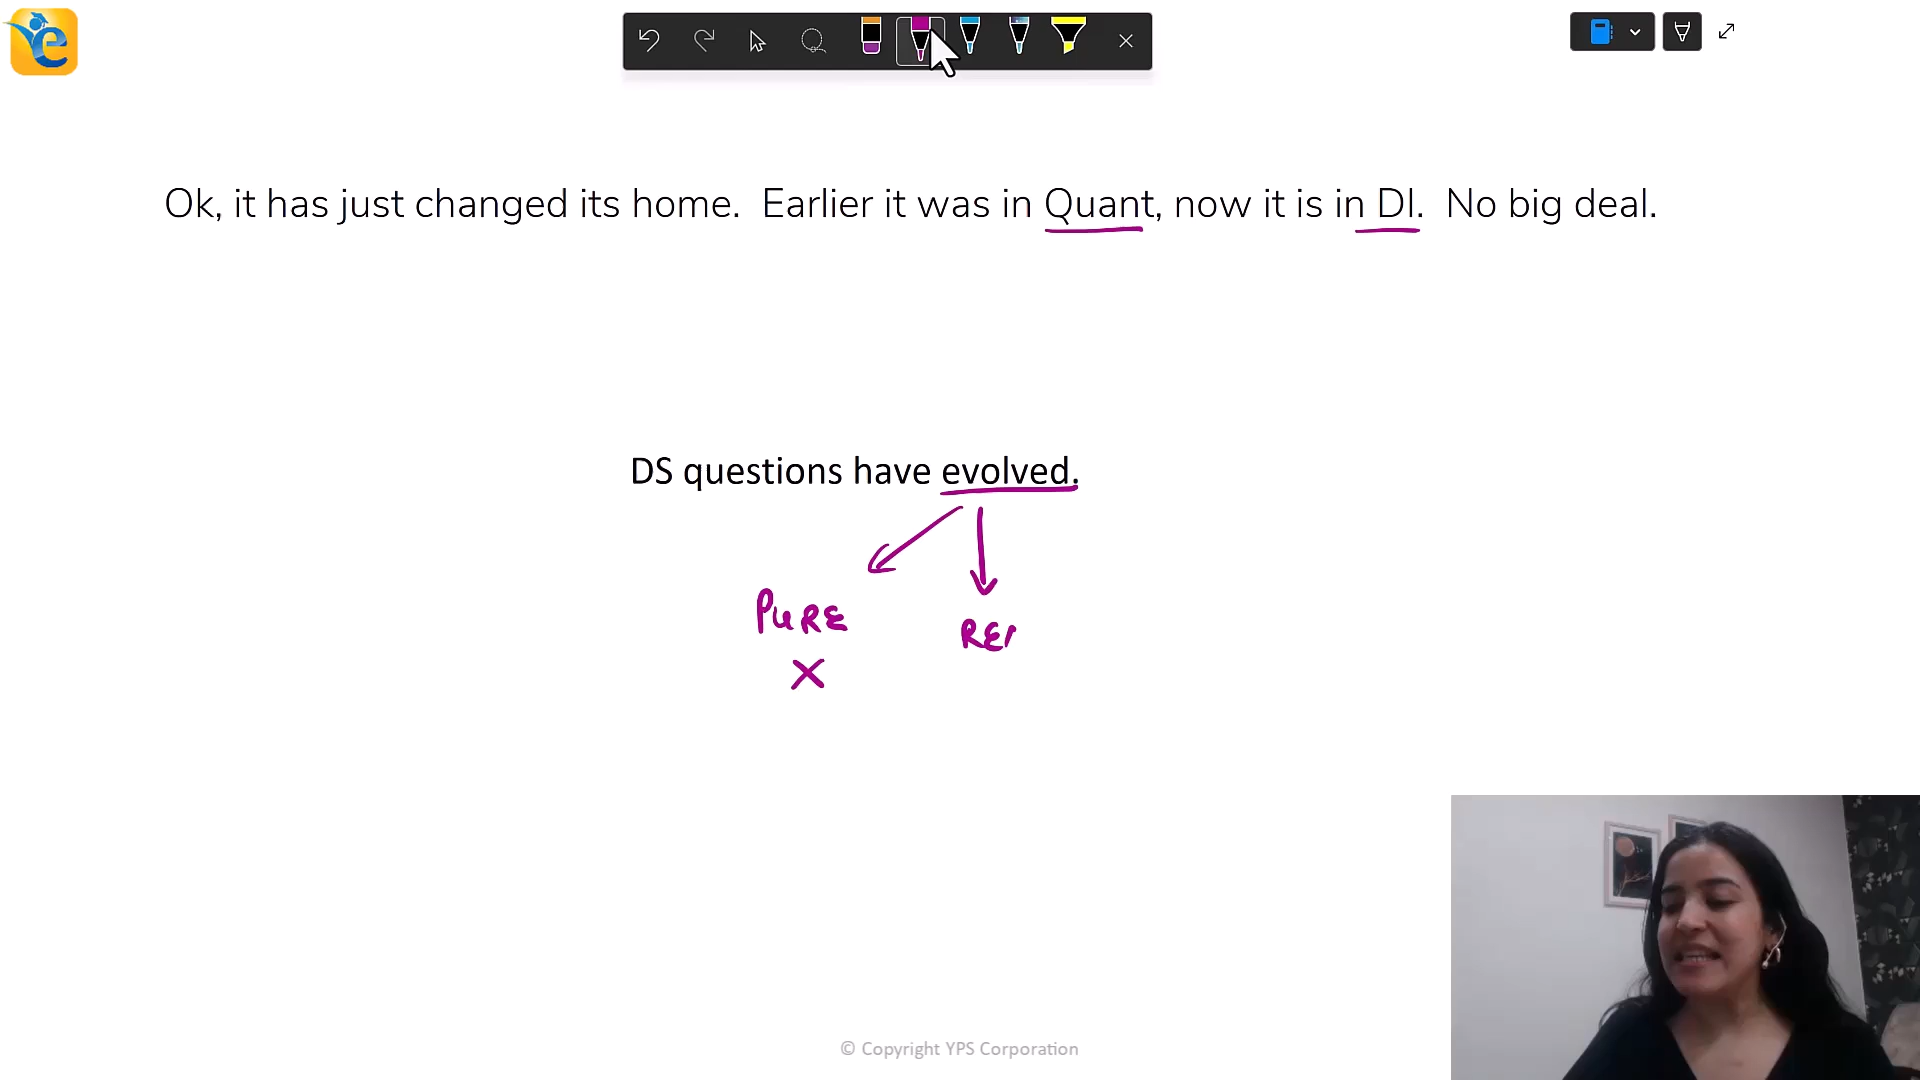 Ok, it has just changed its home. Earlier it was in Quant, now it is in DI. No big deal.
DS questions have evolved.
PURE
X
© Copyright YPS Corporation